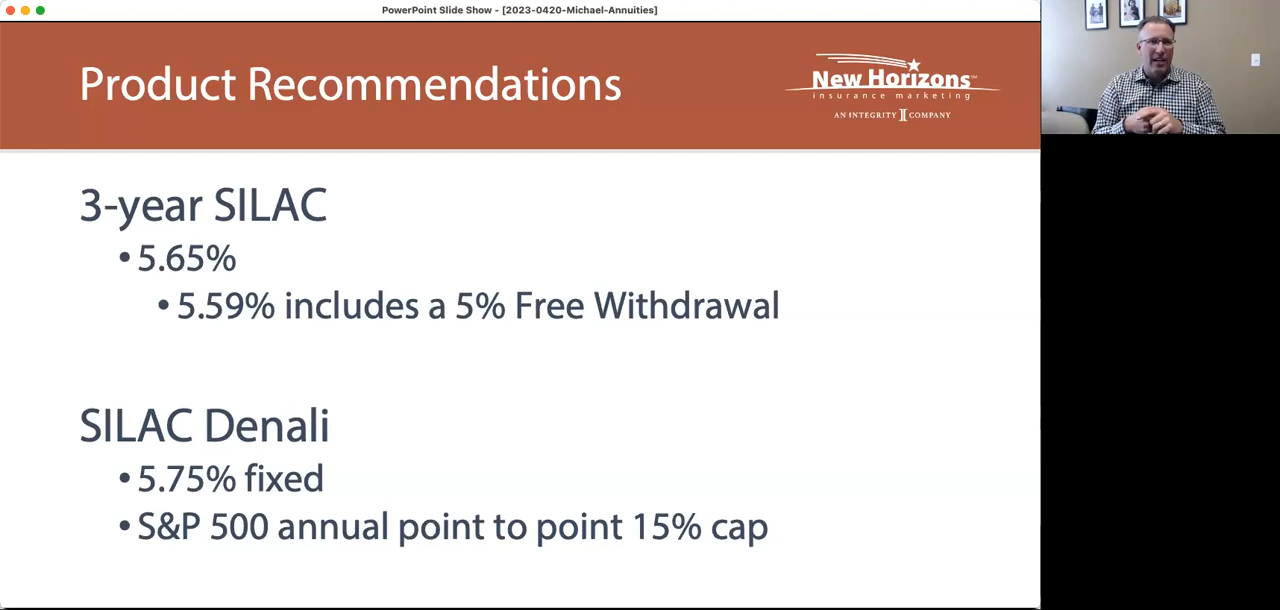 PowerPoint Slide Show - [2023-0420-Michael-Annuities]
Product Recommendations
New Horizons™
insurance marketing
AN INTEGRITY COMPANY
3-year SILAC
•5.65%
•5.59% includes a 5% Free Withdrawal
SILAC Denali
•5.75% fixed
•S&P 500 annual point to point 15% cap